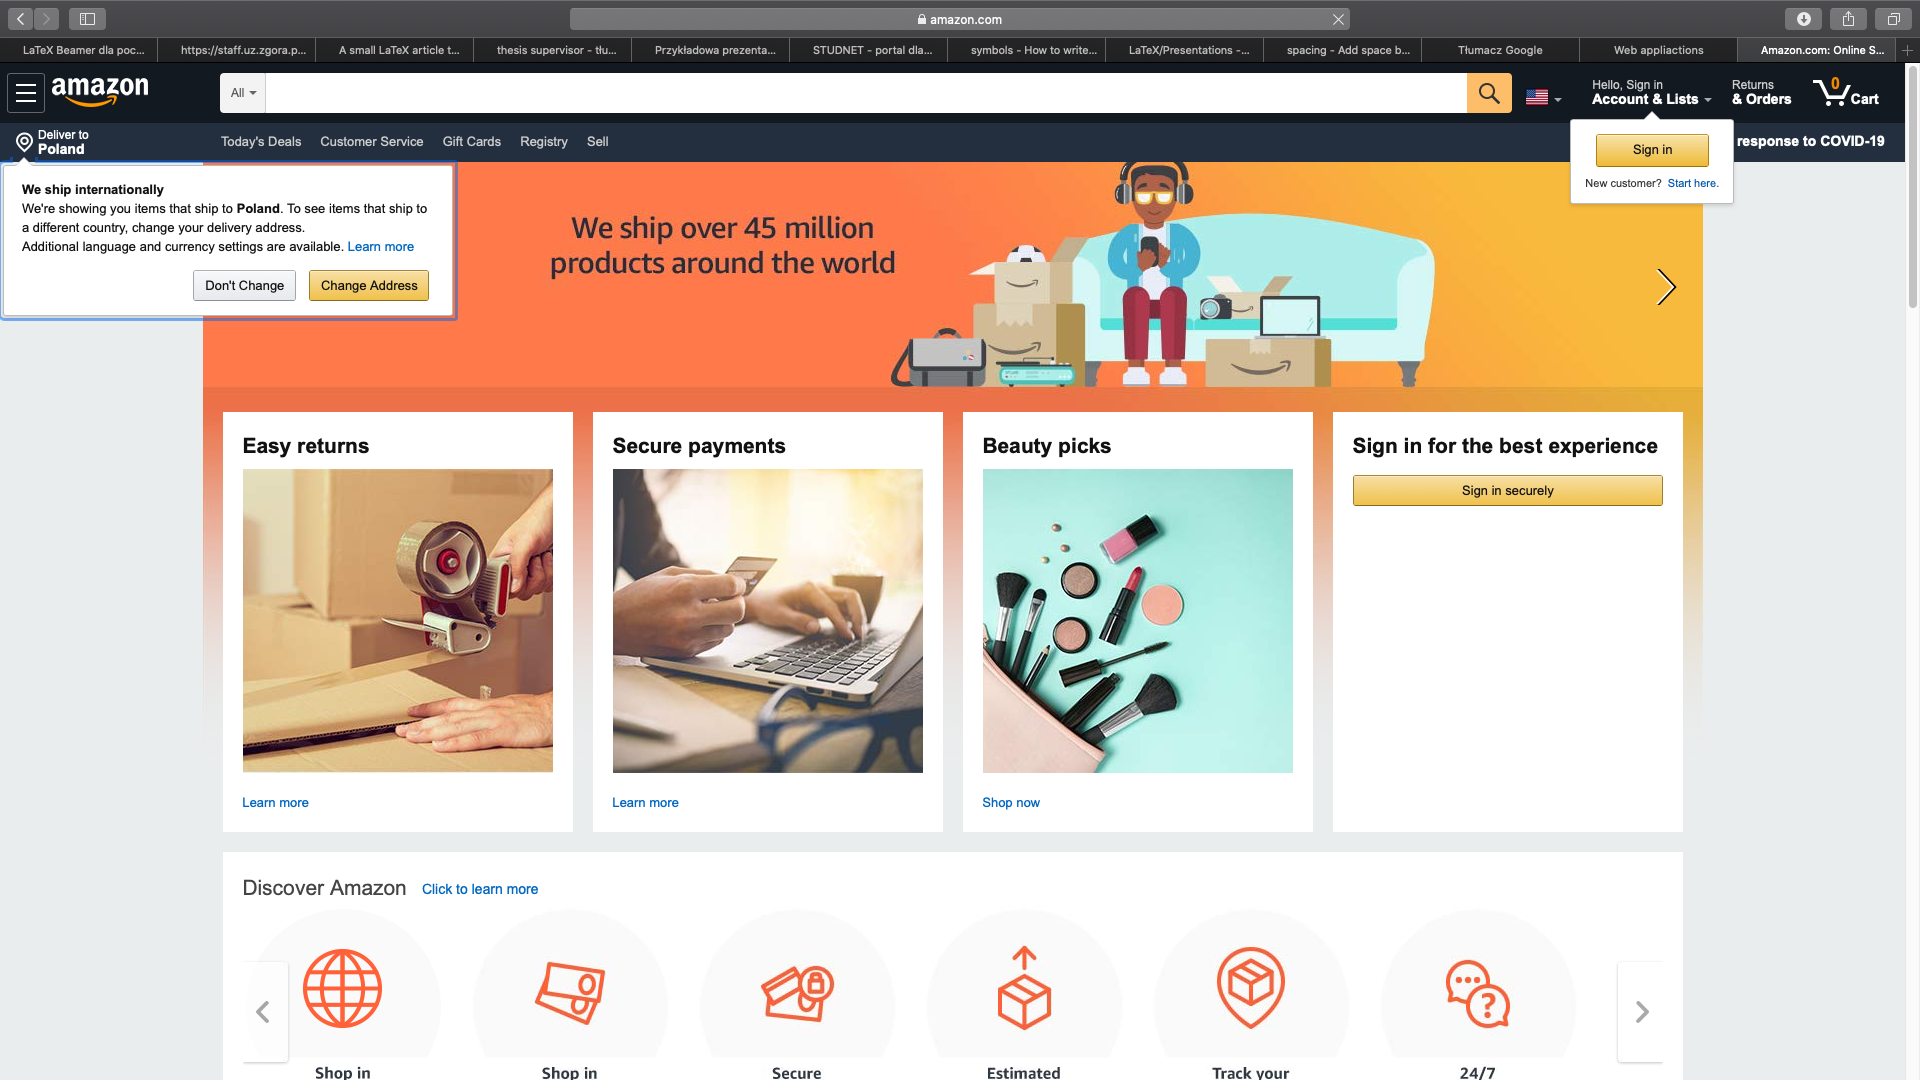 amazon.com
LaTeX Beamer dla poc...
https://staff.uz.zgora.p...
A small LaTeX article t...
thesis supervisor - tłu...
Przykładowa prezenta...
STUDNET - portal dla...
symbols - How to write...
LaTeX/Presentations -...
spacing - Add space b...
Tłumacz Google
Web appliactions
Amazon.com: Online S...
amazon
All
Hello, Sign in
Account & Lists
Returns
& Orders
0
Cart
Deliver to
Poland
Today's Deals
Customer Service
Gift Cards
Registry
Sell
response to COVID-19
Sign in
New customer? Start here.
We ship internationally
We're showing you items that ship to Poland. To see items that ship to
a different country, change your delivery address.
Additional language and currency settings are available. Learn more
Don't Change
Change Address
We ship over 45 million
products around the world
Easy returns
Learn more
Secure payments
Learn more
Beauty picks
Shop now
Sign in for the best experience
Sign in securely
Discover Amazon
Click to learn more
Shop in
Shop in
Secure
Estimated
Track your
24/7